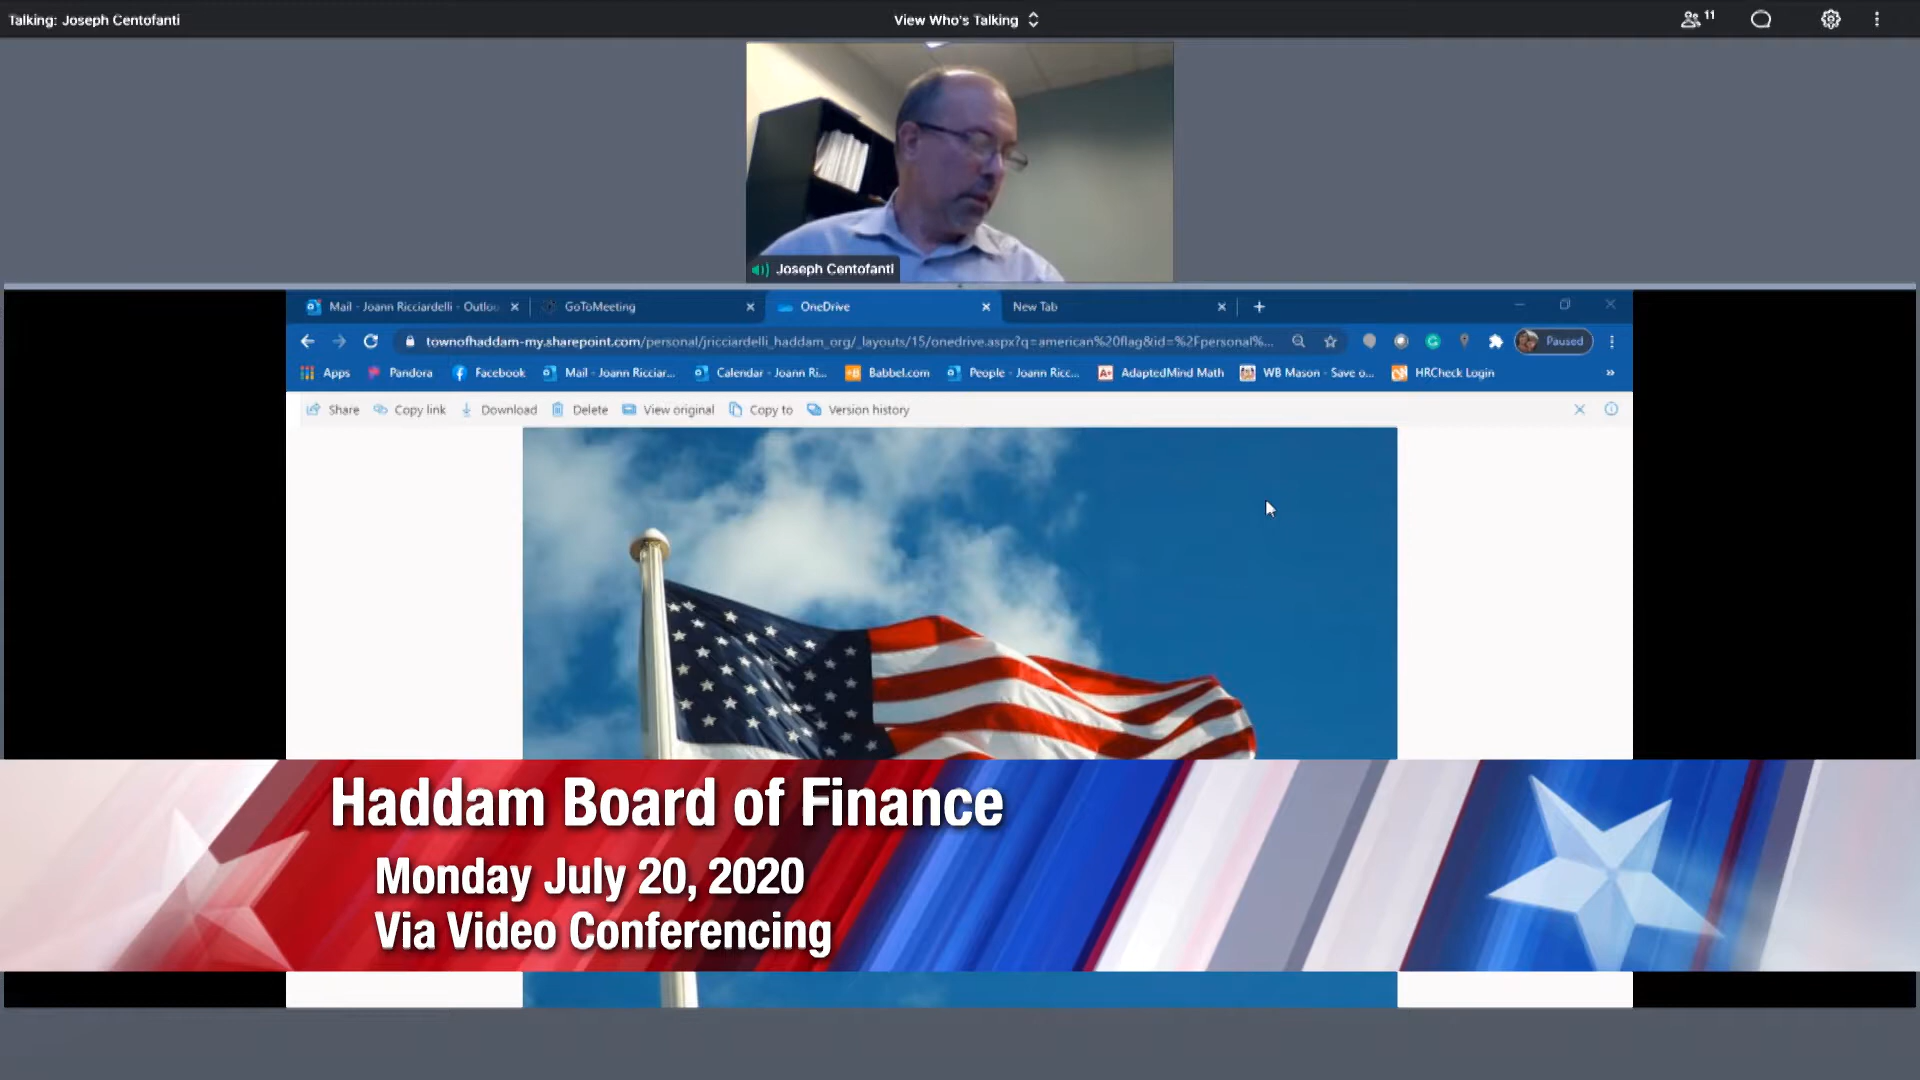 Talking: Joseph Centofanti
View Who's Talking
11
Joseph Centofanti
Mail - Joann Ricciardelli - Outloo
GoToMeeting
OneDrive
New Tab
townofhaddam-my.sharepoint.com/personal/jricciardelli_haddam_org/_layouts/15/onedrive.aspx?q=american%20flag&id=%2Fpersonal%...
Paused
Apps
Pandora
Facebook
Mail - Joann Ricciar...
Calendar - Joann Ri...
Babbel.com
People - Joann Ricc...
AdaptedMind Math
WB Mason - Save o...
HRCheck Login
Share
Copy link
Download
Delete
View original
Copy to
Version history
Haddam Board of Finance
Monday July 20, 2020
Via Video Conferencing